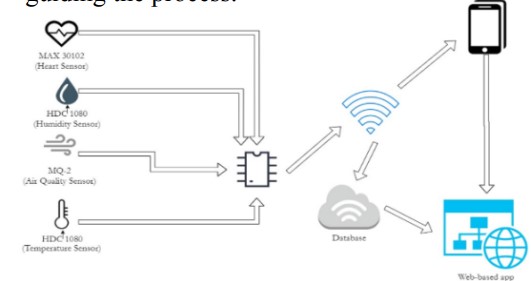 guiding the process.
MAX 30102
(Heart Sensor)
HDC 1080
(Humidity Sensor)
MQ-2
(Air Quality Sensor)
HDC 1080
(Temperature Sensor)
Database
Web-based app